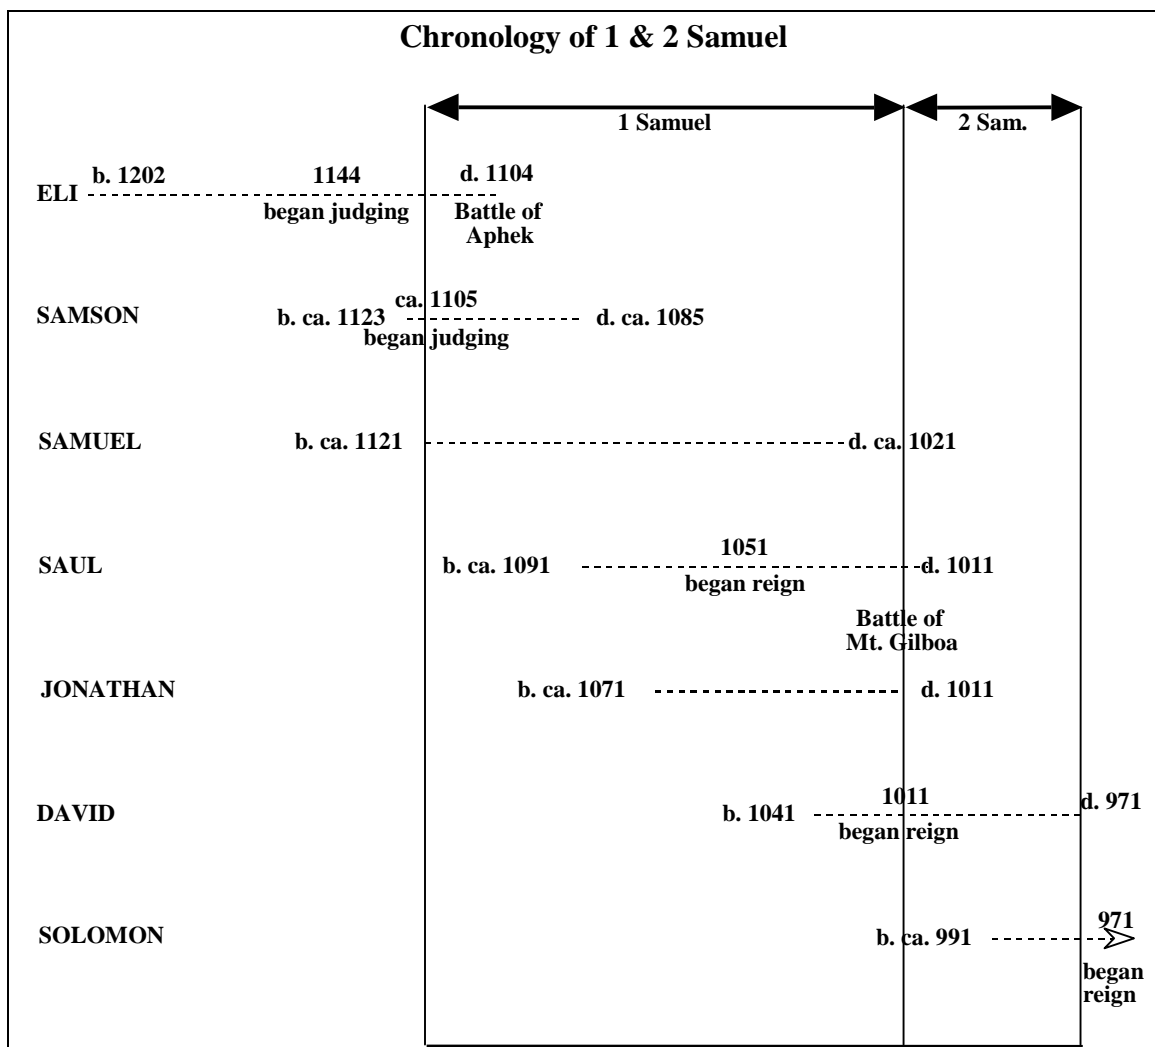 Chronology of 1 & 2 Samuel
1 Samuel
2 Sam.
ELI
b. 1202
1144
began judging
d. 1104
Battle of
Aphek
SAMSON
b. ca. 1123
ca. 1105
began judging
d. ca. 1085
SAMUEL
b. ca. 1121
d. ca. 1021
SAUL
b. ca. 1091
1051
began reign
d. 1011
Battle of
Mt. Gilboa
JONATHAN
b. ca. 1071
d. 1011
DAVID
b. 1041
1011
began reign
d. 971
SOLOMON
b. ca. 991
971
began
reign